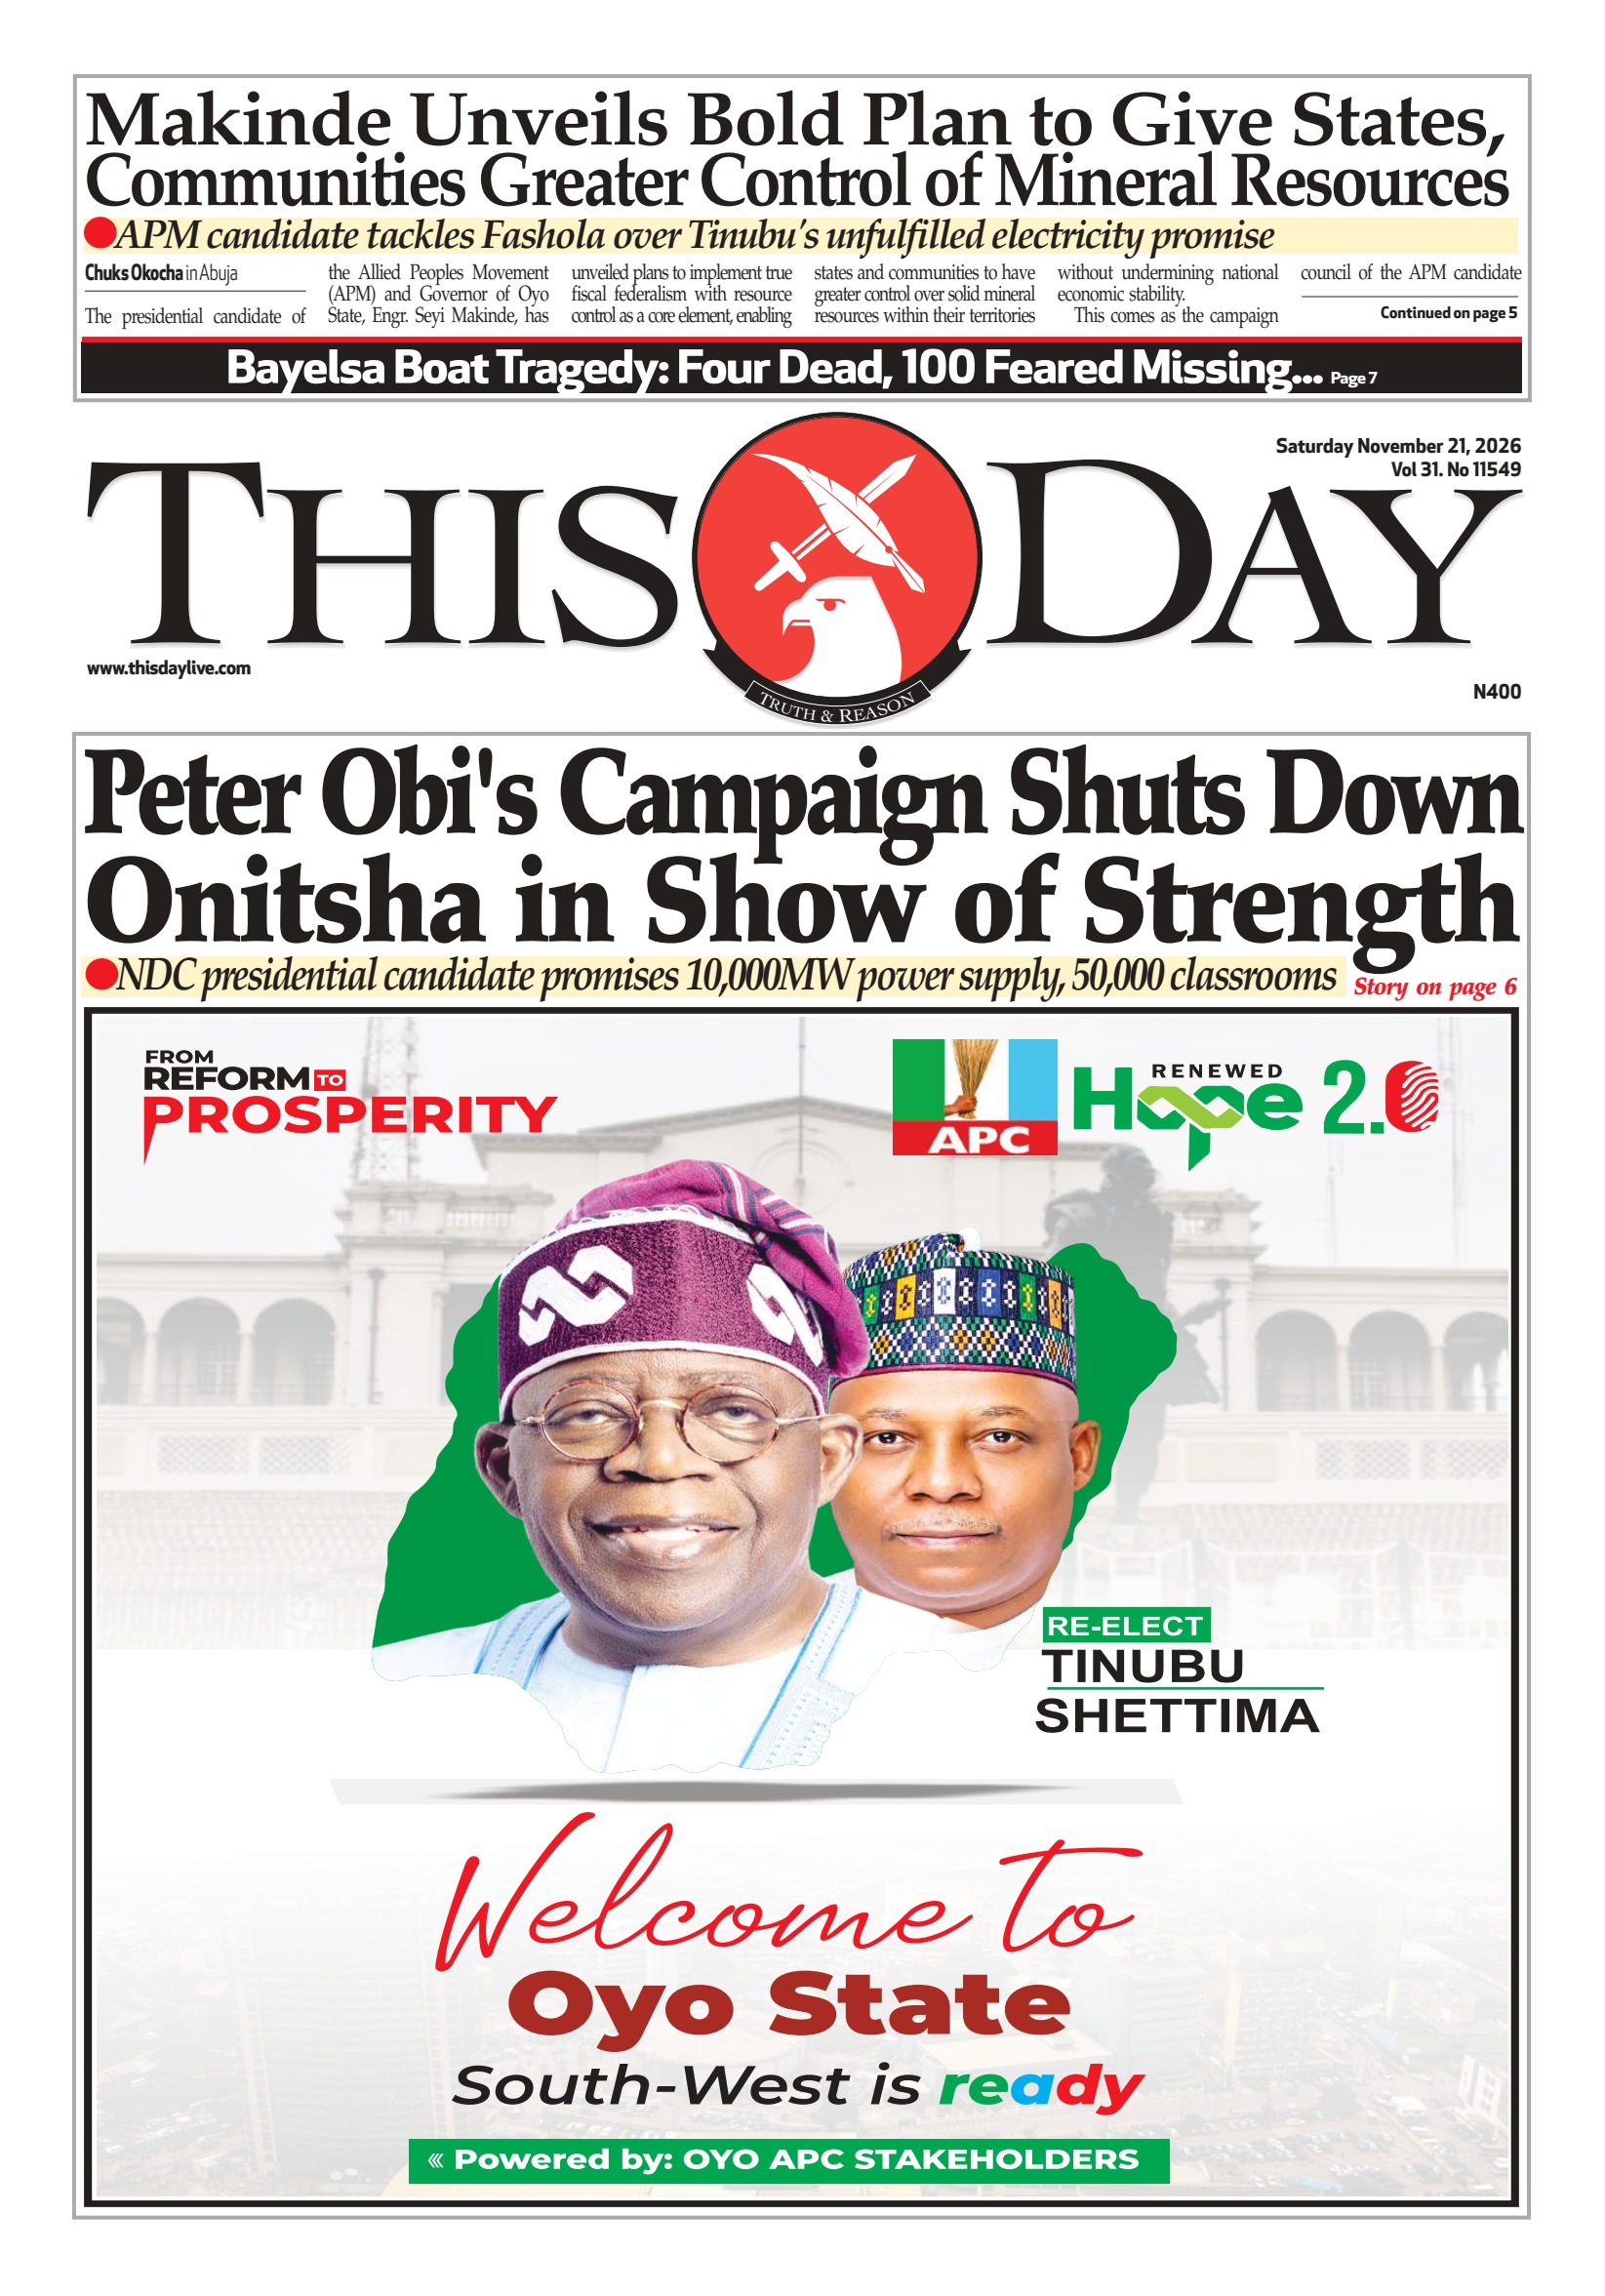 Makinde Unveils Bold Plan to Give States,
Communities Greater Control of Mineral Resources
APM candidate tackles Fashola over Tinubu's unfulfilled electricity promise
Chuks Okocha in Abuja
The presidential candidate of
the Allied Peoples Movement
(APM) and Governor of Oyo
State, Engr. Seyi Makinde, has
unveiled plans to implement true
fiscal federalism with resource
control as a core element, enabling
states and communities to have
greater control over solid mineral
resources within their territories
without undermining national
economic stability.
This comes as the campaign
council of the APM candidate
Continued on page 5
Bayelsa Boat Tragedy: Four Dead, 100 Feared Missing... Page 7
Saturday November 21, 2026
Vol 31. No 11549
THISDAY
TRUTH & REASON
www.thisdaylive.com
N400
Peter Obi's Campaign Shuts Down
Onitsha in Show of Strength
NDC presidential candidate promises 10,000MW power supply, 50,000 classrooms
Story on page 6
FROM
REFORM TO
PROSPERITY
APC
RENEWED
Hope 2.0
RE-ELECT
TINUBU
SHETTIMA
Welcome to
Oyo State
South-West is ready
« Powered by: OYO APC STAKEHOLDERS